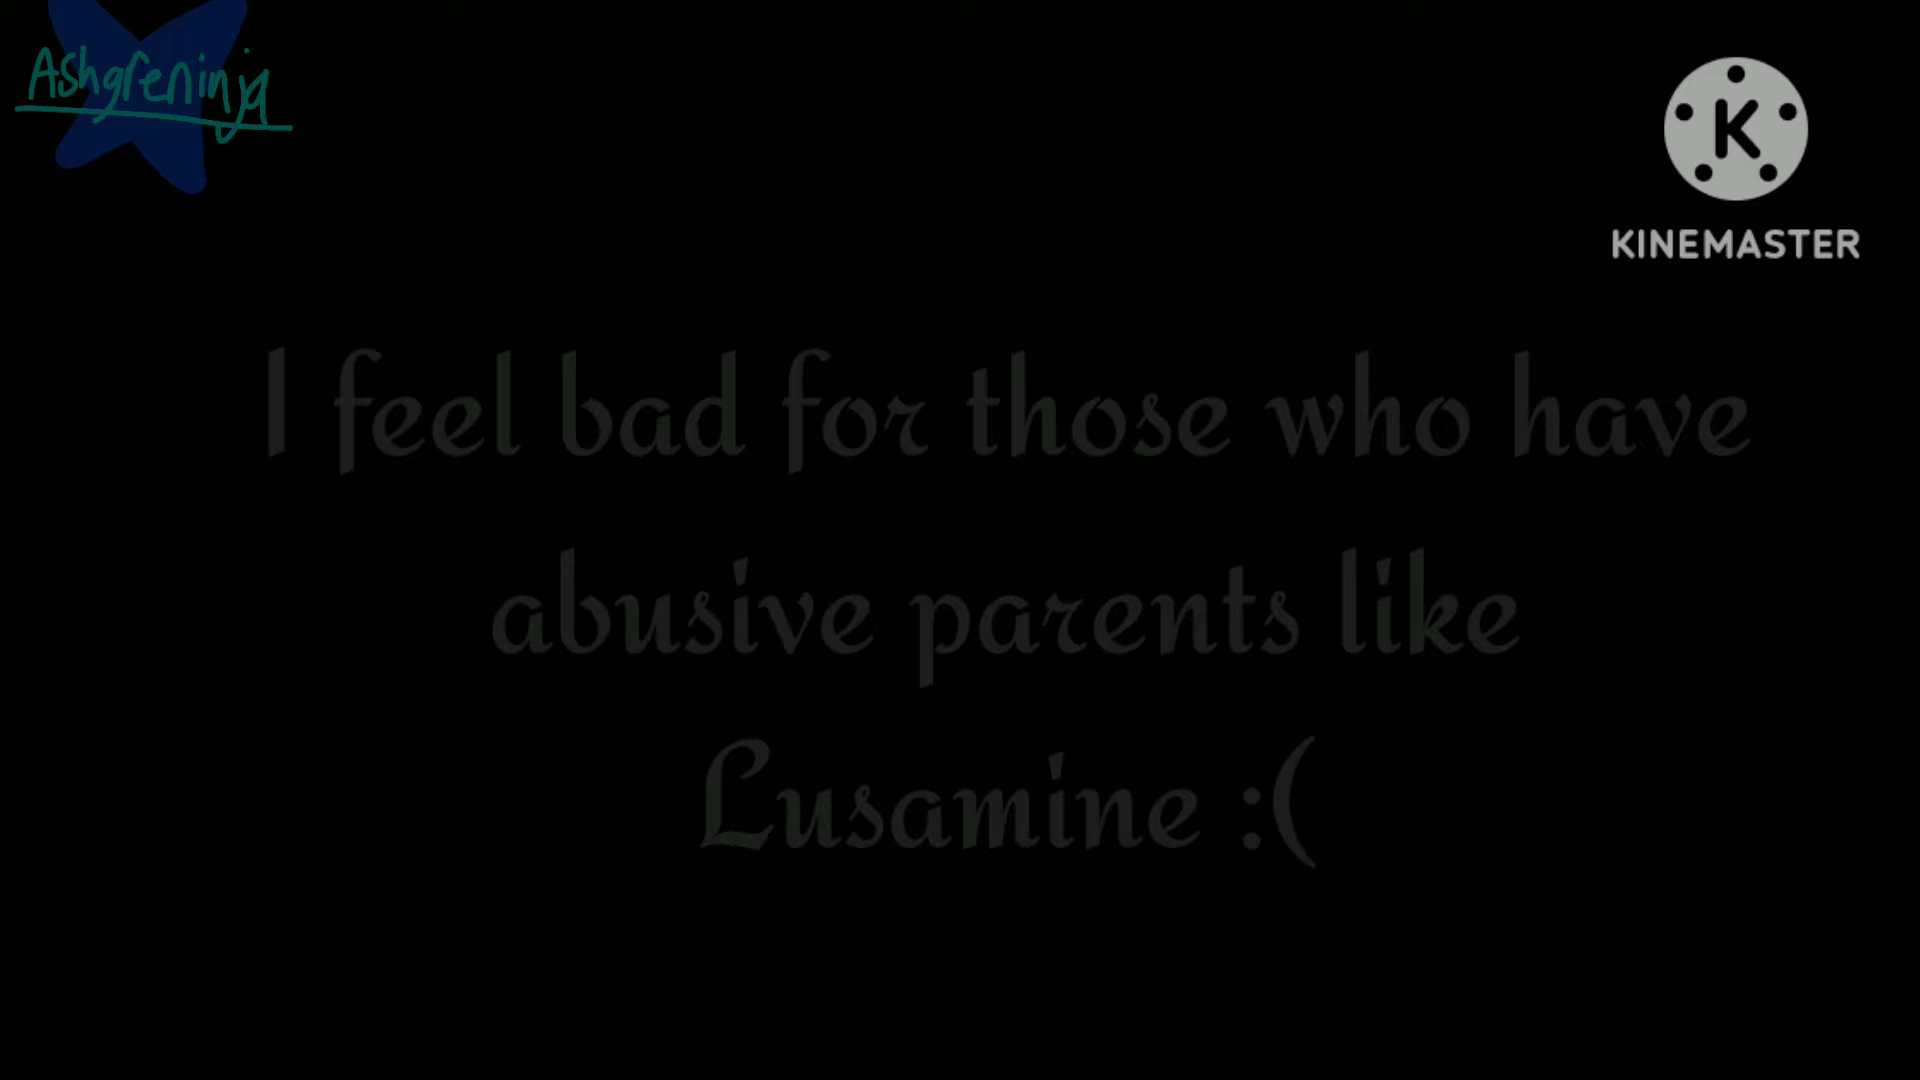 Ashgreninja
KINEMASTER
I feel bad for those who have
abusive parents like
Lusamine :(